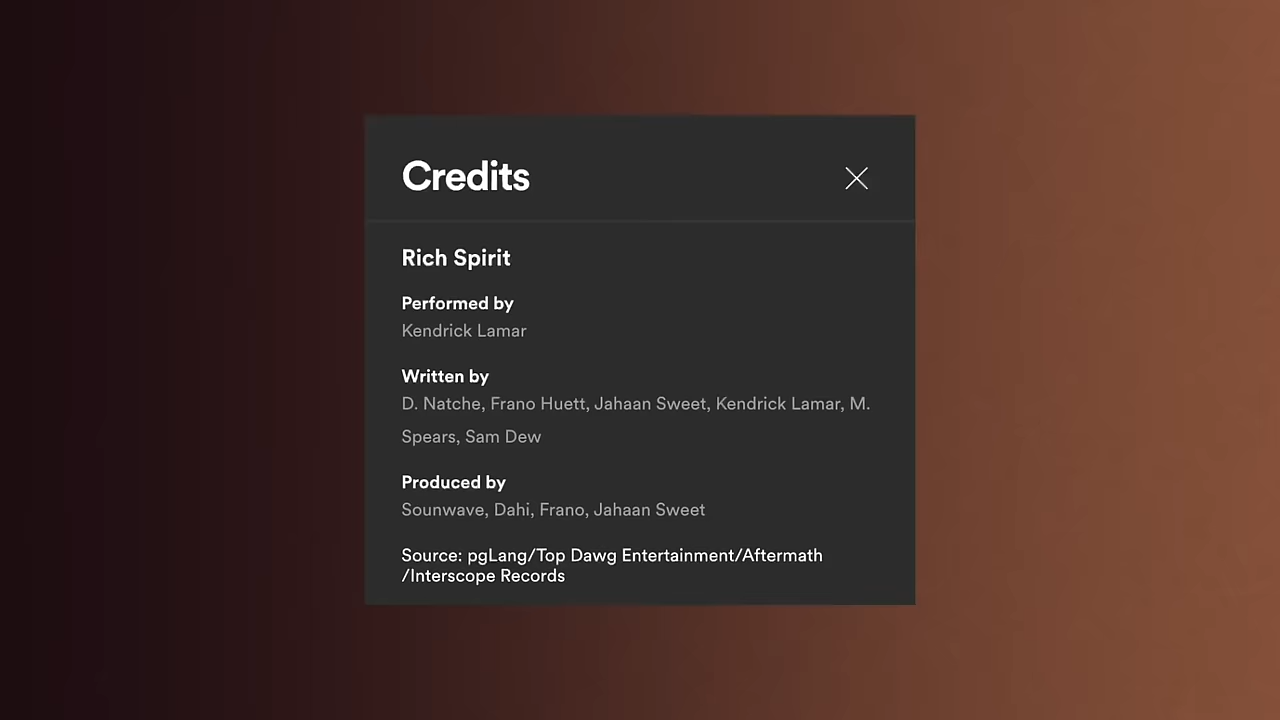 Credits
Rich Spirit
Performed by
Kendrick Lamar
Written by
D. Natche, Frano Huett, Jahaan Sweet, Kendrick Lamar, M.
Spears, Sam Dew
Produced by
Sounwave, Dahi, Frano, Jahaan Sweet
Source: pgLang/Top Dawg Entertainment/Aftermath
/Interscope Records